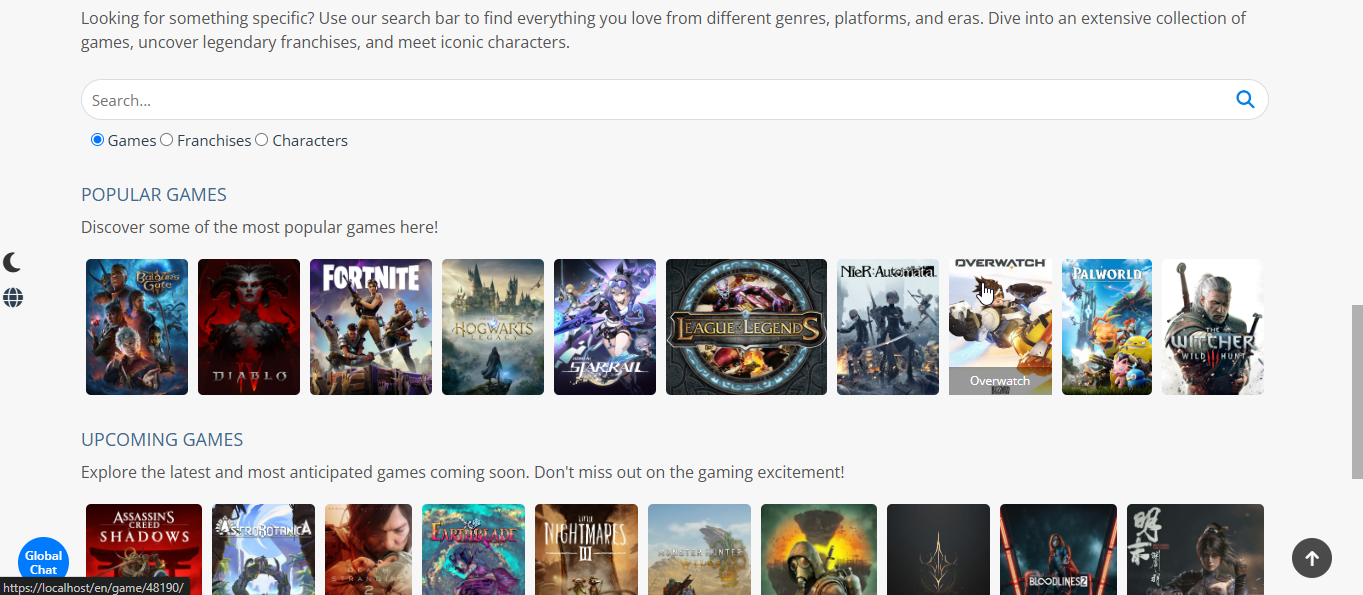 Looking for something specific? Use our search bar to find everything you love from different genres, platforms, and eras. Dive into an extensive collection of
games, uncover legendary franchises, and meet iconic characters.
Search...
Games Franchises Characters
POPULAR GAMES
Discover some of the most popular games here!
Baldur's
Gate
DIABLO
FORTNITE
HOGWARTS
LEGACY
STAR RAIL
LEAGUE OF LEGENDS
NieR:Automata
OVERWATCH
Overwatch
PALWORLD
THE
WITCHER
WILD HUNT
UPCOMING GAMES
Explore the latest and most anticipated games coming soon. Don't miss out on the gaming excitement!
ASSASSIN'S
CREED
SHADOWS
ASTROBOTANICA
DEATH
STRANDING 2
EARTHBLADE
LITTLE
NIGHTMARES
III
MONSTER HUNTER
BLOODLINES 2
明末
Global
Chat
https://localhost/en/game/48190/